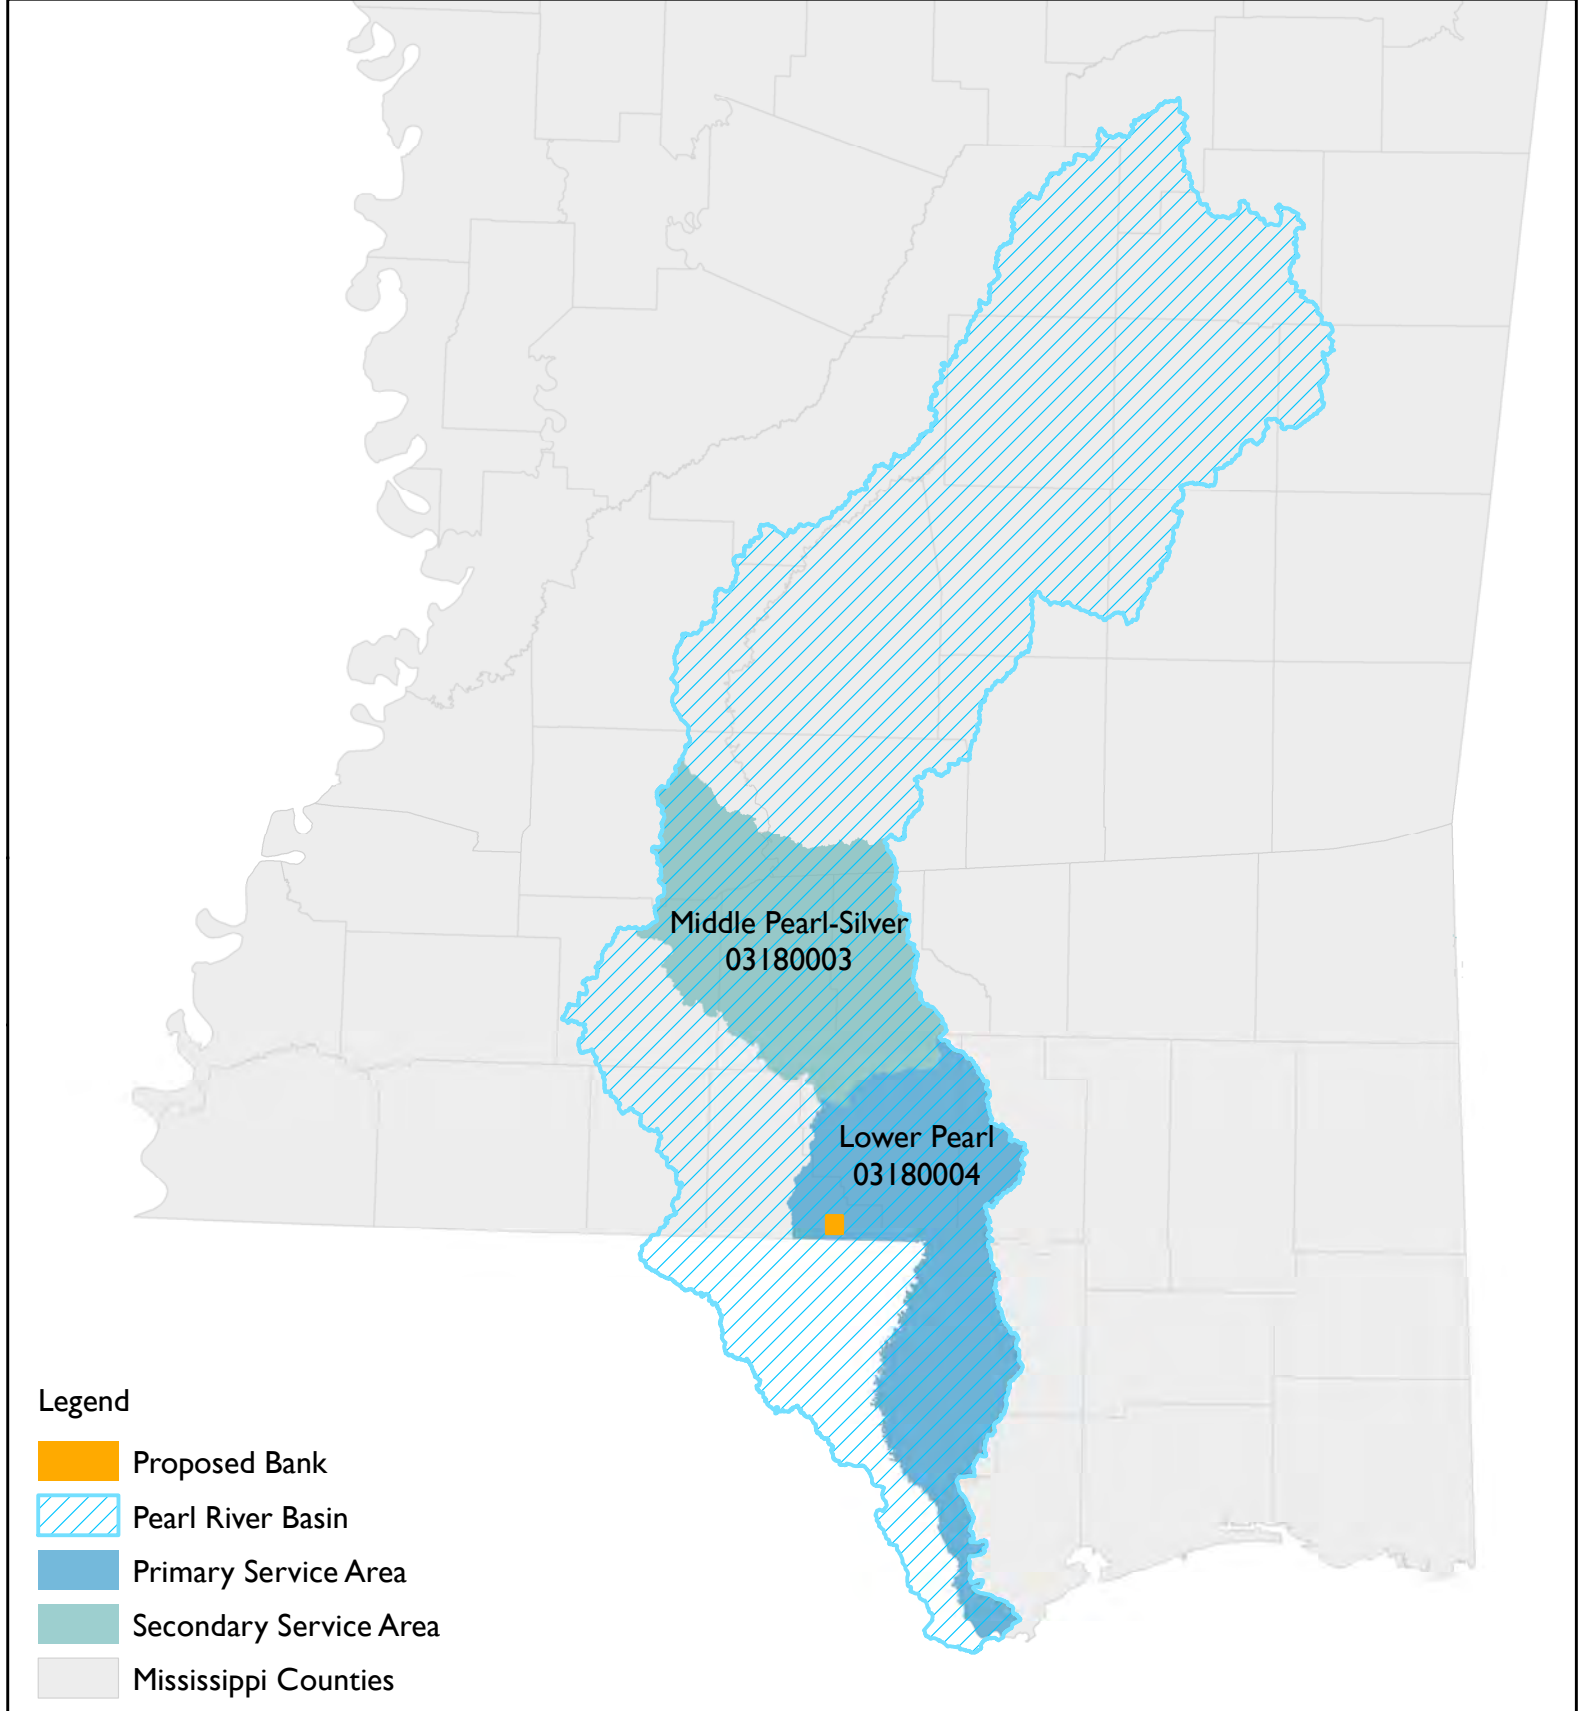 Middle Pearl-Silver
03180003
Lower Pearl
03180004
Legend
Proposed Bank
Pearl River Basin
Primary Service Area
Secondary Service Area
Mississippi Counties